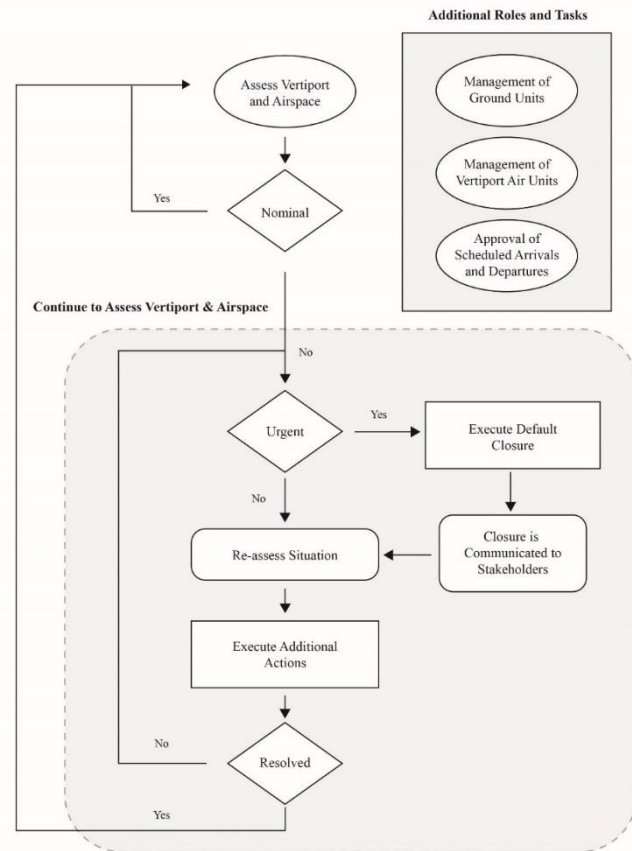 Additional Roles and Tasks
Assess Vertiport
and Airspace
Management of
Ground Units
Yes
Nominal
Management of
Vertiport Air Units
Approval of
Scheduled Arrivals
and Departures
Continue to Assess Vertiport & Airspace
No
Urgent
Yes
Execute Default
Closure
No
Re-assess Situation
Closure is
Communicated to
Stakeholders
Execute Additional
Actions
No
Resolved
Yes